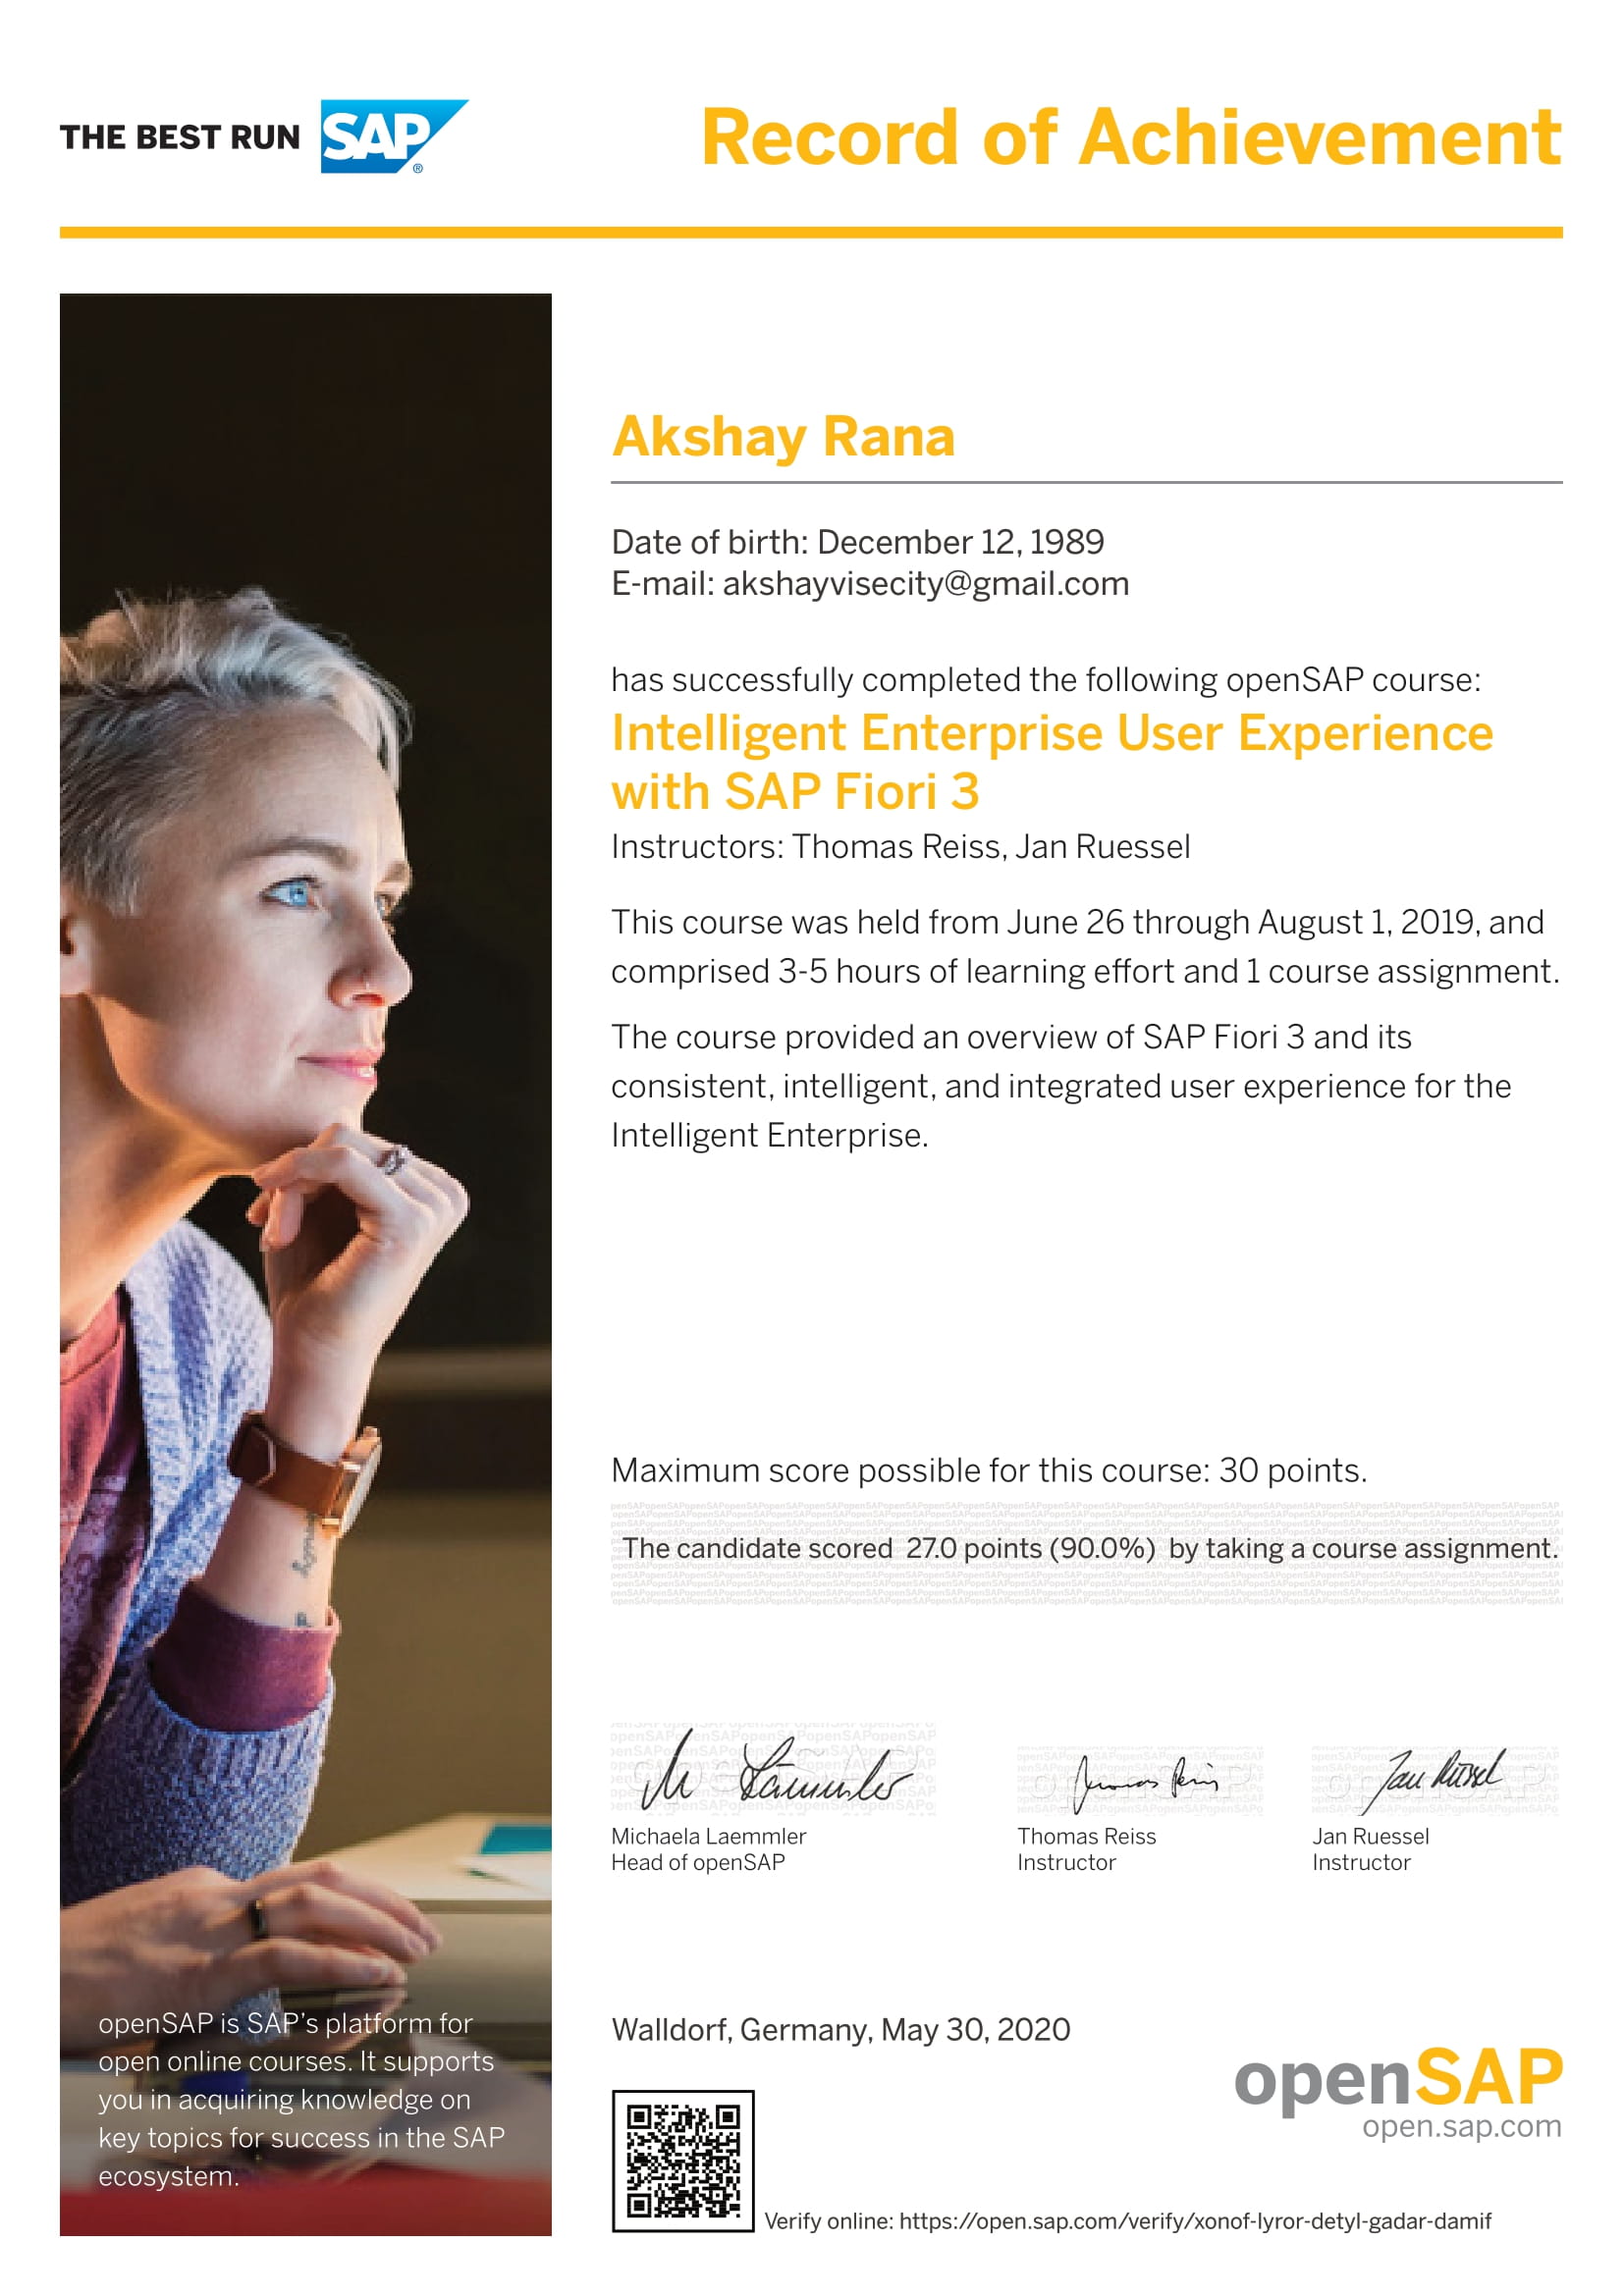 THE BEST RUN SAP®
Record of Achievement
Akshay Rana
Date of birth: December 12, 1989
E-mail: akshayvisecity@gmail.com
has successfully completed the following openSAP course:
Intelligent Enterprise User Experience
with SAP Fiori 3
Instructors: Thomas Reiss, Jan Ruessel
This course was held from June 26 through August 1, 2019, and
comprised 3-5 hours of learning effort and 1 course assignment.
The course provided an overview of SAP Fiori 3 and its
consistent, intelligent, and integrated user experience for the
Intelligent Enterprise.
Maximum score possible for this course: 30 points.
The candidate scored 27.0 points (90.0%) by taking a course assignment.
Michaela Laemmler
Head of openSAP
Thomas Reiss
Instructor
Jan Ruessel
Instructor
openSAP is SAP's platform for
open online courses. It supports
you in acquiring knowledge on
key topics for success in the SAP
ecosystem.
Walldorf, Germany, May 30, 2020
openSAP
open.sap.com
Verify online: https://open.sap.com/verify/xonof-lyror-detyl-gadar-damif